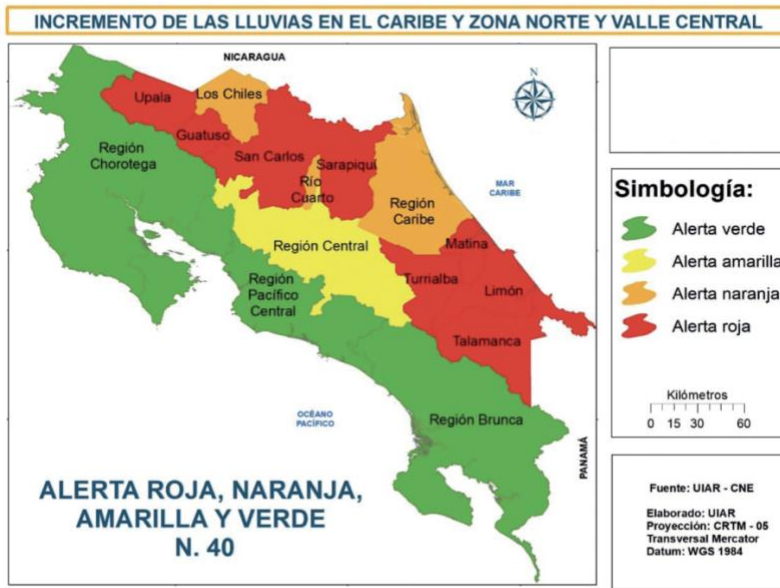 INCREMENTO DE LAS LLUVIAS EN EL CARIBE Y ZONA NORTE Y VALLE CENTRAL
NICARAGUA
N
Upala
Los Chiles
Guatuso
San Carlos
Sarapiquí
Río
Cuarto
Región
Chorotega
Región
Caribe
MAR
CARIBE
Región Central
Matina
Turrialba
Limón
Talamanca
Región
Pacífico
Central
Región Brunca
OCÉANO
PACÍFICO
PANAMÁ
ALERTA ROJA, NARANJA,
AMARILLA Y VERDE
N. 40
Simbología:
Alerta verde
Alerta amarilla
Alerta naranja
Alerta roja
Kilómetros
0 15 30 60
Fuente: UIAR - CNE
Elaborado: UIAR
Proyección: CRTM - 05
Transversal Mercator
Datum: WGS 1984